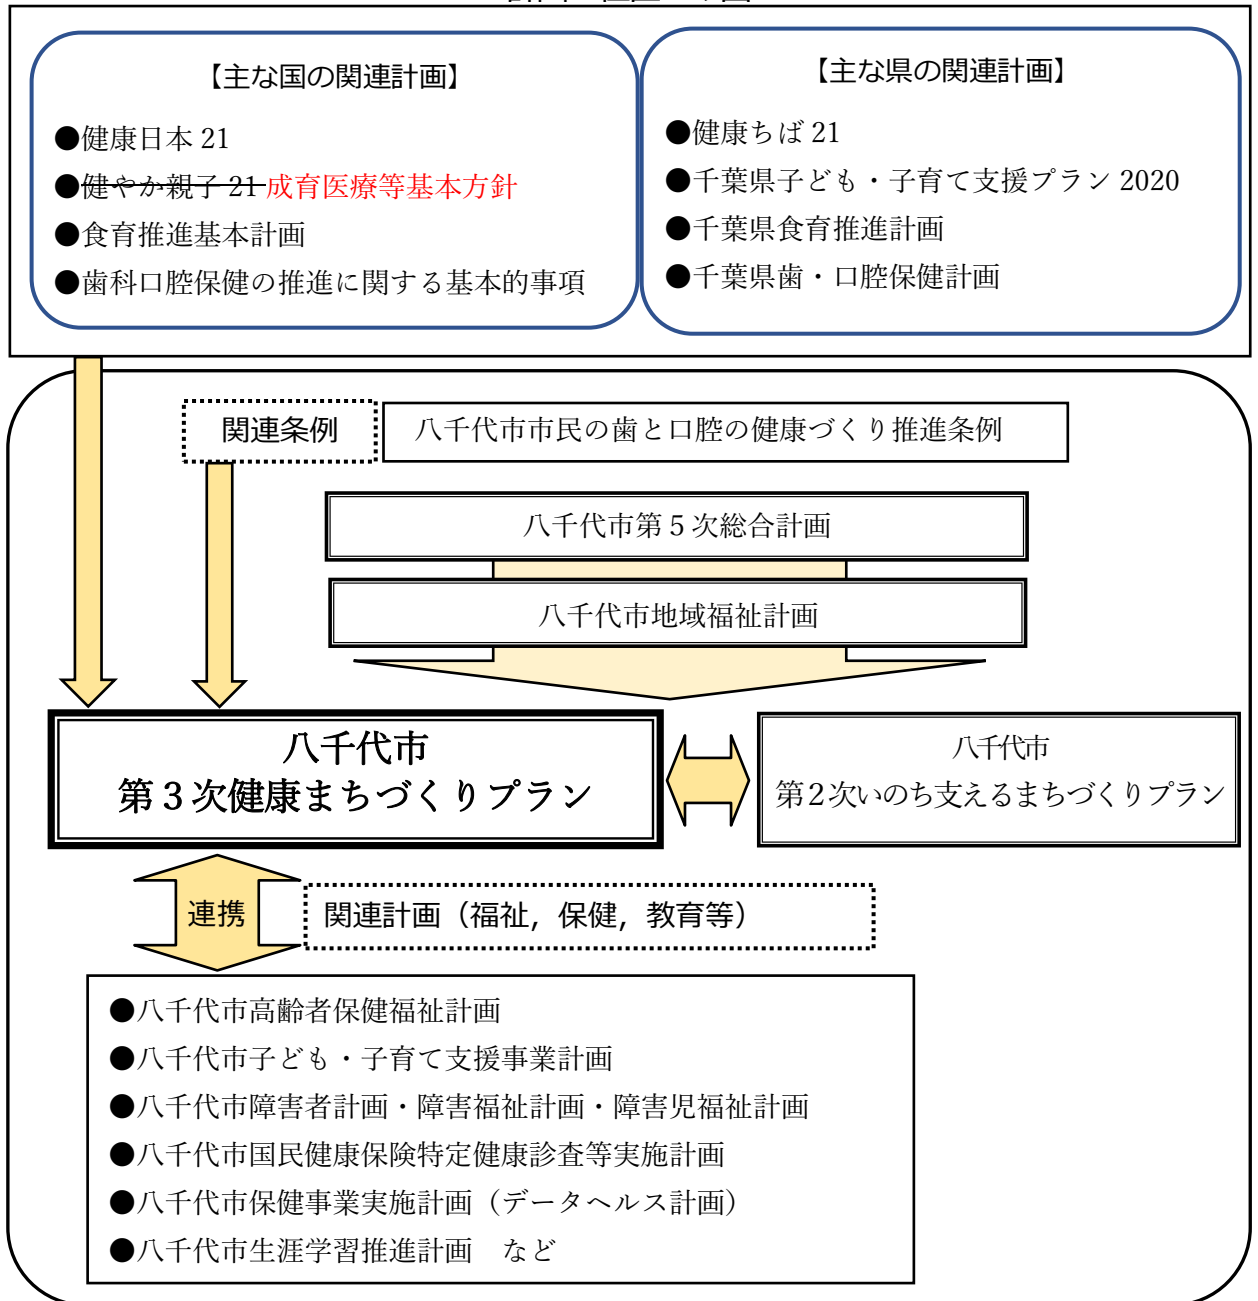 【主な国の関連計画】
●健康日本 21
●健やか親子 21 成育医療等基本方針
●食育推進基本計画
●歯科口腔保健の推進に関する基本的事項
【主な県の関連計画】
●健康ちば 21
●千葉県子ども・子育て支援プラン 2020
●千葉県食育推進計画
●千葉県歯・口腔保健計画
関連条例
八千代市市民の歯と口腔の健康づくり推進条例
八千代市第５次総合計画
八千代市地域福祉計画
八千代市
第３次健康まちづくりプラン
八千代市
第２次いのち支えるまちづくりプラン
連携
関連計画（福祉，保健，教育等）
●八千代市高齢者保健福祉計画
●八千代市子ども・子育て支援事業計画
●八千代市障害者計画・障害福祉計画・障害児福祉計画
●八千代市国民健康保険特定健康診査等実施計画
●八千代市保健事業実施計画（データヘルス計画）
●八千代市生涯学習推進計画　など